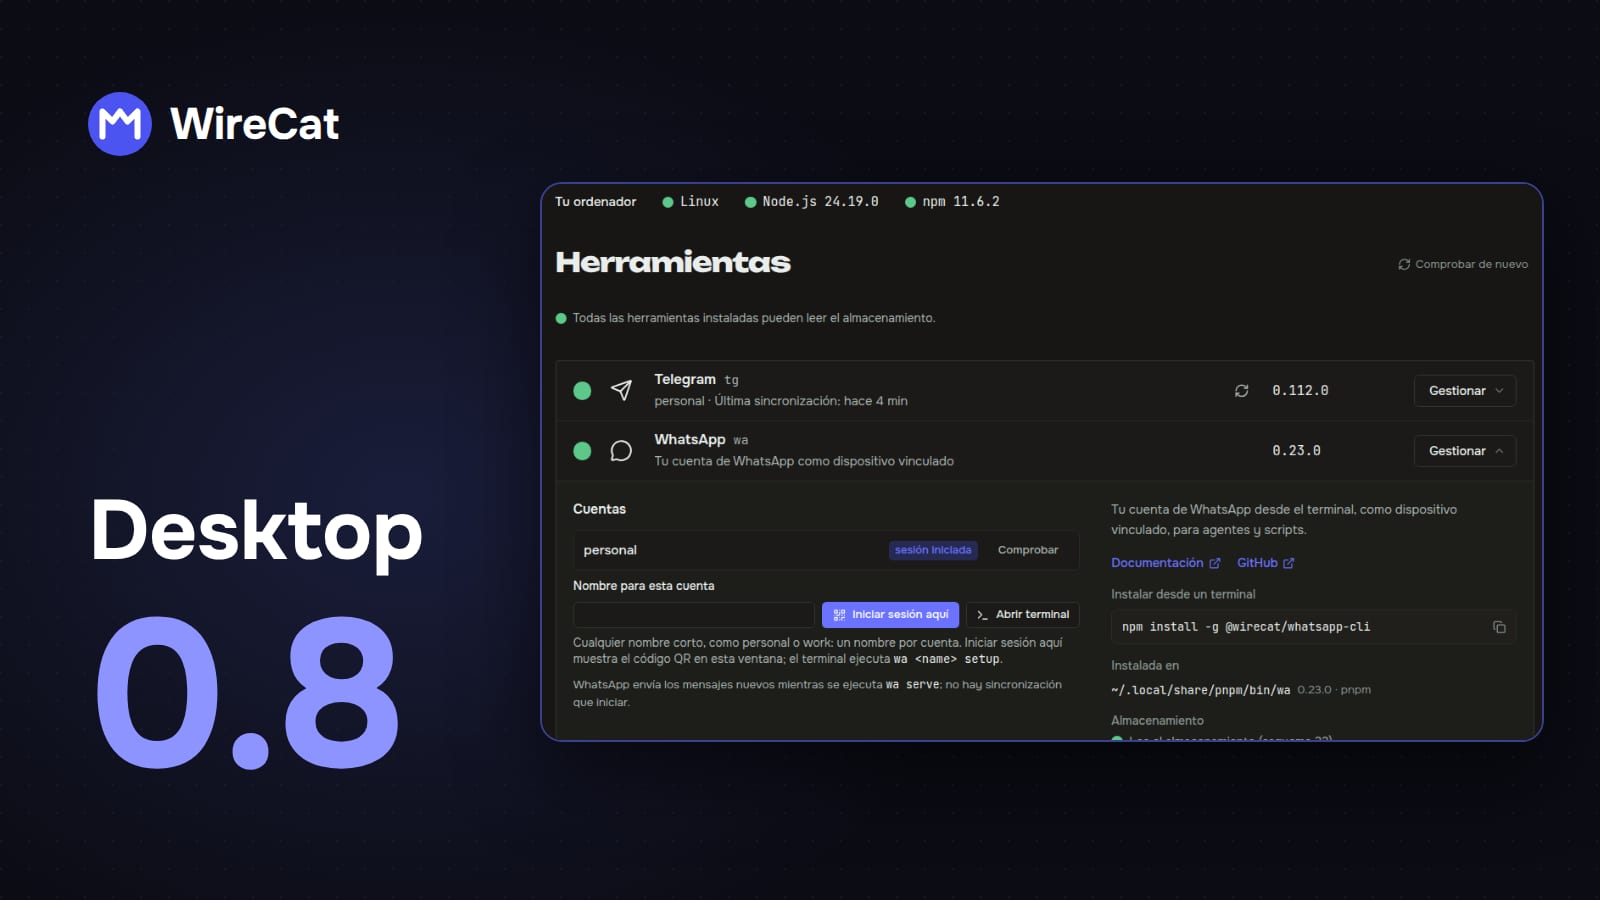 WireCat
Desktop
0.8
Tu ordenador Linux Node.js 24.19.0 npm 11.6.2
Herramientas
Comprobar de nuevo
Todas las herramientas instaladas pueden leer el almacenamiento.
Telegram tg
personal · Última sincronización: hace 4 min
0.112.0
Gestionar
WhatsApp wa
Tu cuenta de WhatsApp como dispositivo vinculado
0.23.0
Gestionar
Cuentas
personal sesión iniciada Comprobar
Nombre para esta cuenta
Iniciar sesión aquí Abrir terminal
Cualquier nombre corto, como personal o work: un nombre por cuenta. Iniciar sesión aquí
muestra el código QR en esta ventana; el terminal ejecuta wa <name> setup.
WhatsApp envía los mensajes nuevos mientras se ejecuta wa serve; no hay sincronización
que iniciar.
Tu cuenta de WhatsApp desde el terminal, como dispositivo
vinculado, para agentes y scripts.
Documentación GitHub
Instalar desde un terminal
npm install -g @wirecat/whatsapp-cli
Instalada en
~/.local/share/pnpm/bin/wa 0.23.0 · pnpm
Almacenamiento